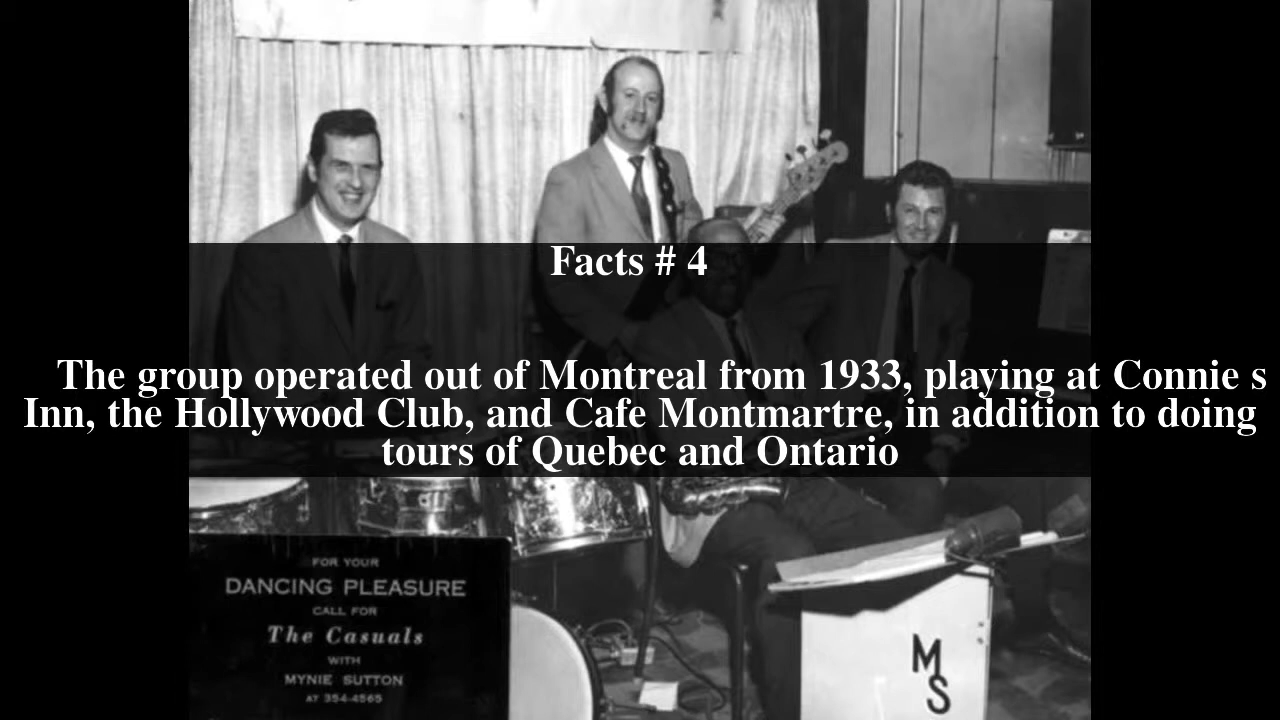 Facts # 4
The group operated out of Montreal from 1933, playing at Connie s
Inn, the Hollywood Club, and Cafe Montmartre, in addition to doing
tours of Quebec and Ontario
FOR YOUR
DANCING PLEASURE
CALL FOR
The Casuals
WITH
MYNIE SUTTON
AT 354-4565
M
S